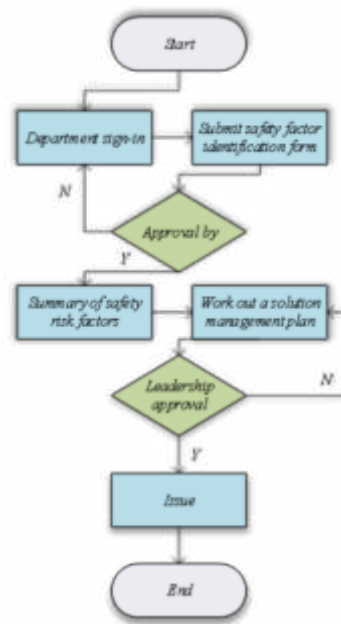 Start
Department sign-in
Submit safety factor
identification form
N
Approval by
Y
Summary of safety
risk factors
Work out a solution
management plan
Leadership
approval
N
Y
Issue
End